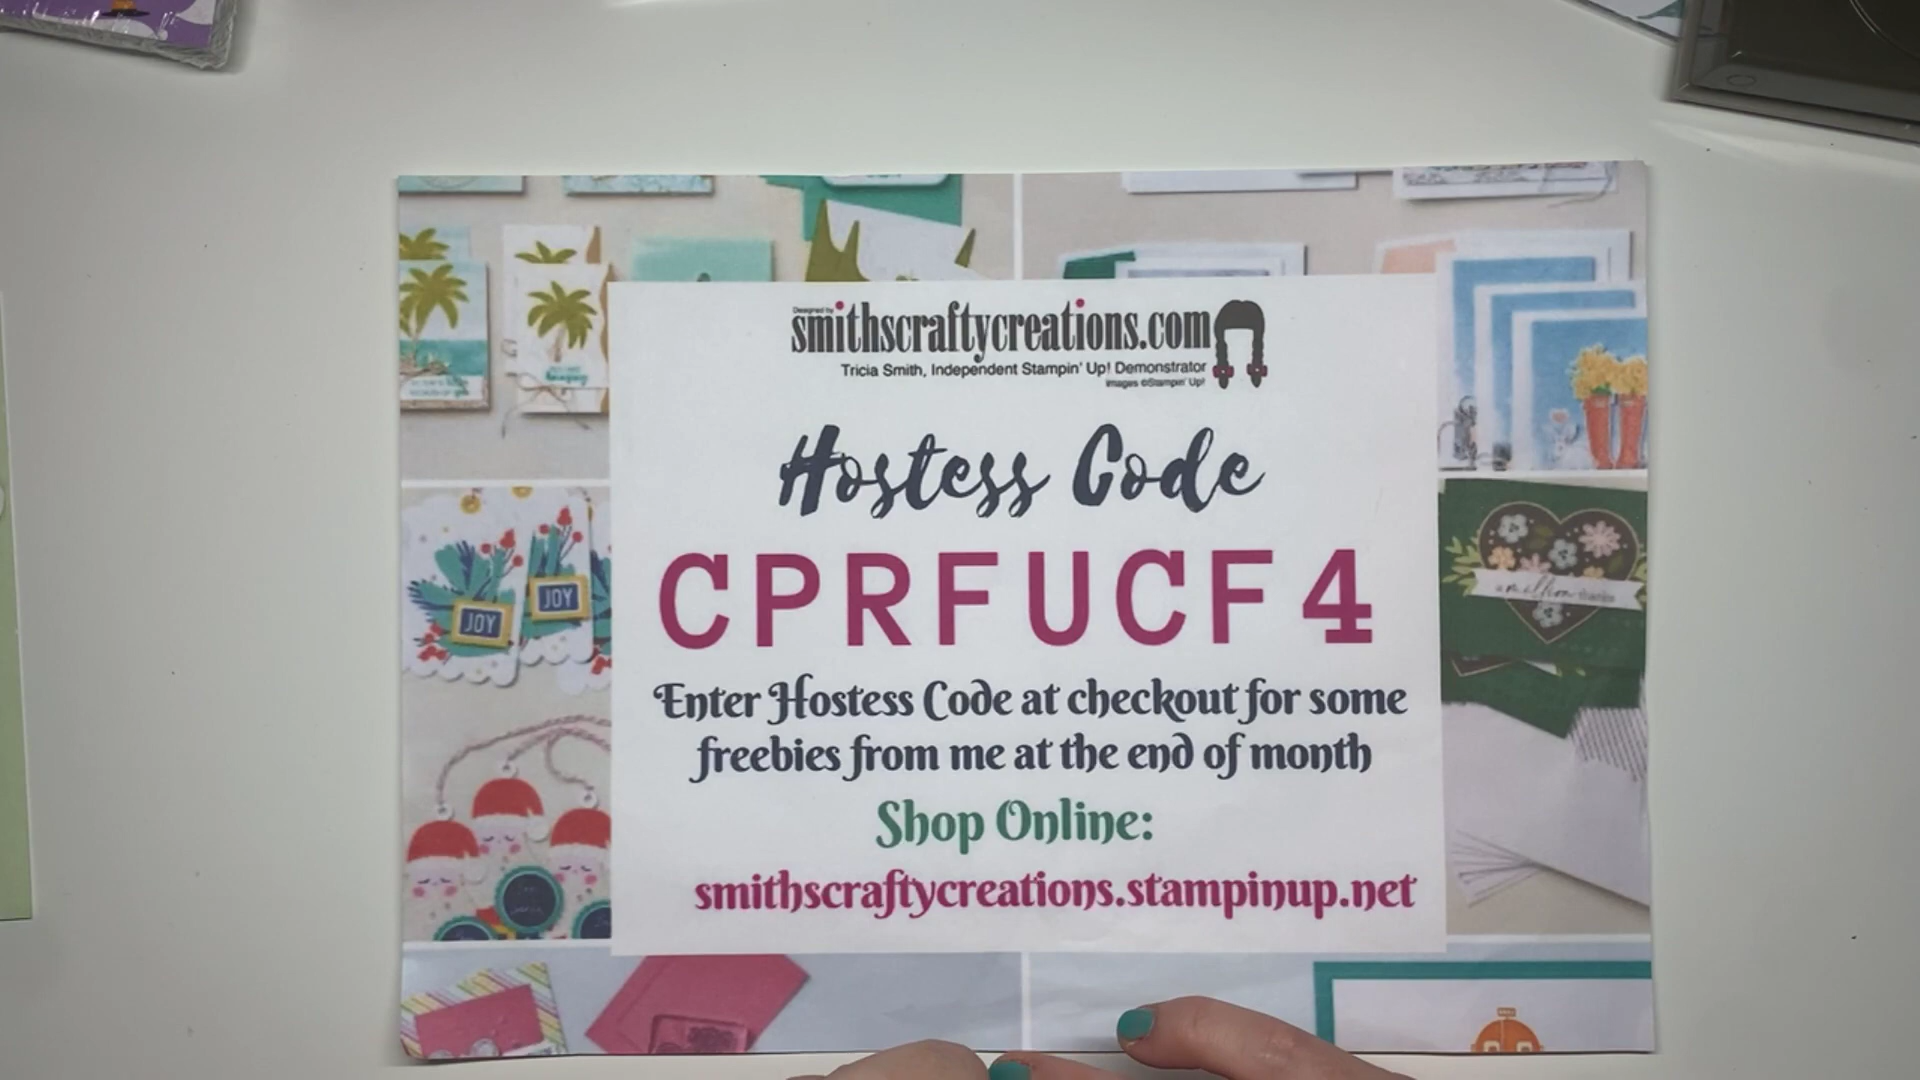 Designed by
smithscraftycreations.com
Tricia Smith, Independent Stampin' Up! Demonstrator
images ©Stampin' Up!
Hostess Code
CPRFUCF4
Enter Hostess Code at checkout for some
freebies from me at the end of month
Shop Online:
smithscraftycreations.stampinup.net
JOY
JOY
a million thanks